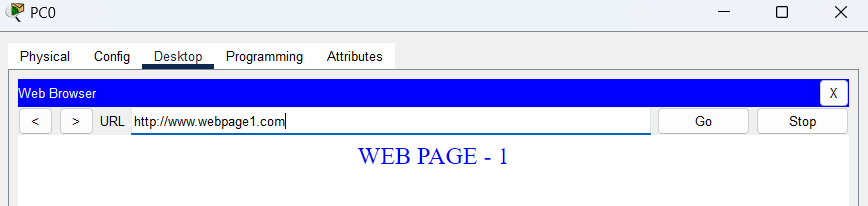 PC0
Physical Config Desktop Programming Attributes
Web Browser X
< > URL http://www.webpage1.com Go Stop
WEB PAGE - 1